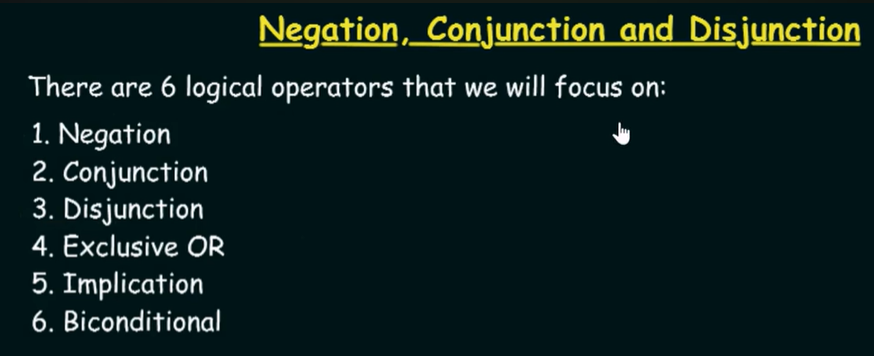 Negation, Conjunction and Disjunction
There are 6 logical operators that we will focus on:
1. Negation
2. Conjunction
3. Disjunction
4. Exclusive OR
5. Implication
6. Biconditional